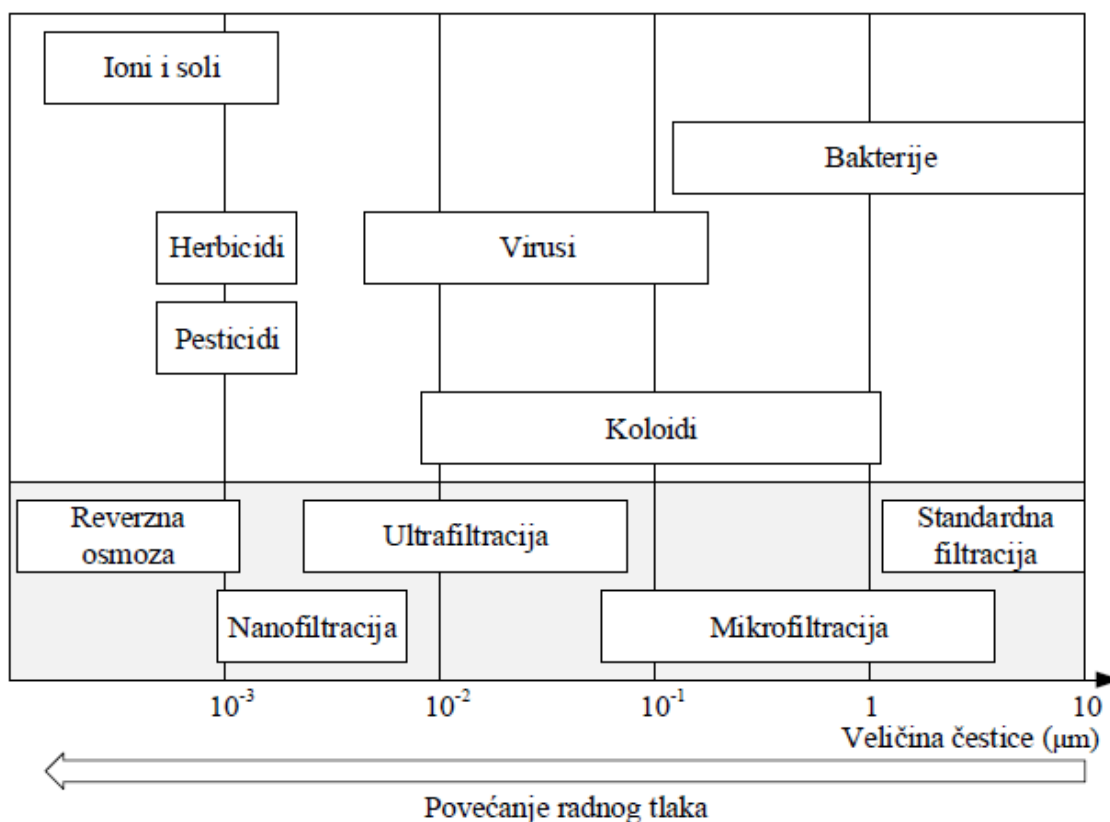 Ioni i soli
Bakterije
Herbicidi
Virusi
Pesticidi
Koloidi
Reverzna
osmoza
Ultrafiltracija
Standardna
filtracija
Nanofiltracija
Mikrofiltracija
10⁻³
10⁻²
10⁻¹
1
10
Veličina čestice (μm)
Povećanje radnog tlaka